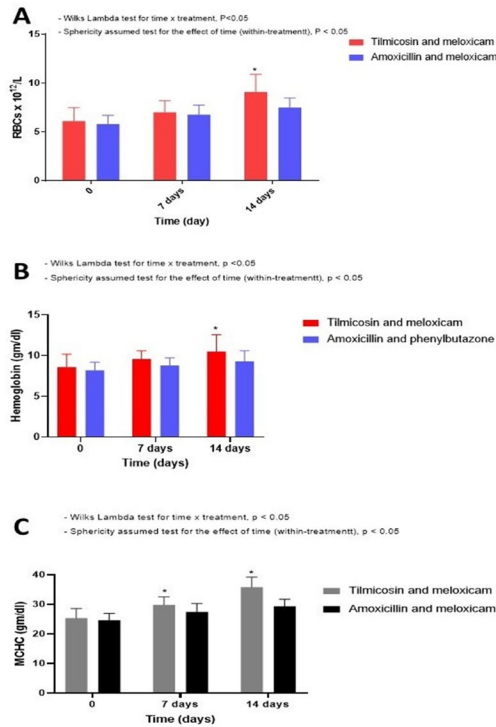 A
- Wilks Lambda test for time x treatment, P<0.05
- Sphericity assumed test for the effect of time (within-treatmentt), P < 0.05
Tilmicosin and meloxicam
Amoxicillin and meloxicam
RBCs x 10¹²/L
15
10
5
0
*
0
7 days
14 days
Time (day)
B
- Wilks Lambda test for time x treatment, p <0.05
- Sphericity assumed test for the effect of time (within-treatmentt), p < 0.05
Tilmicosin and meloxicam
Amoxicillin and phenylbutazone
Hemoglobin (gm/dl)
15
10
5
0
*
0
7 days
14 days
Time (days)
C
- Wilks Lambda test for time x treatment, p < 0.05
- Sphericity assumed test for the effect of time (within-treatmentt), p < 0.05
Tilmicosin and meloxicam
Amoxicillin and meloxicam
MCHC (gm/dl)
40
30
20
10
0
*
*
0
7 days
14 days
Time (days)